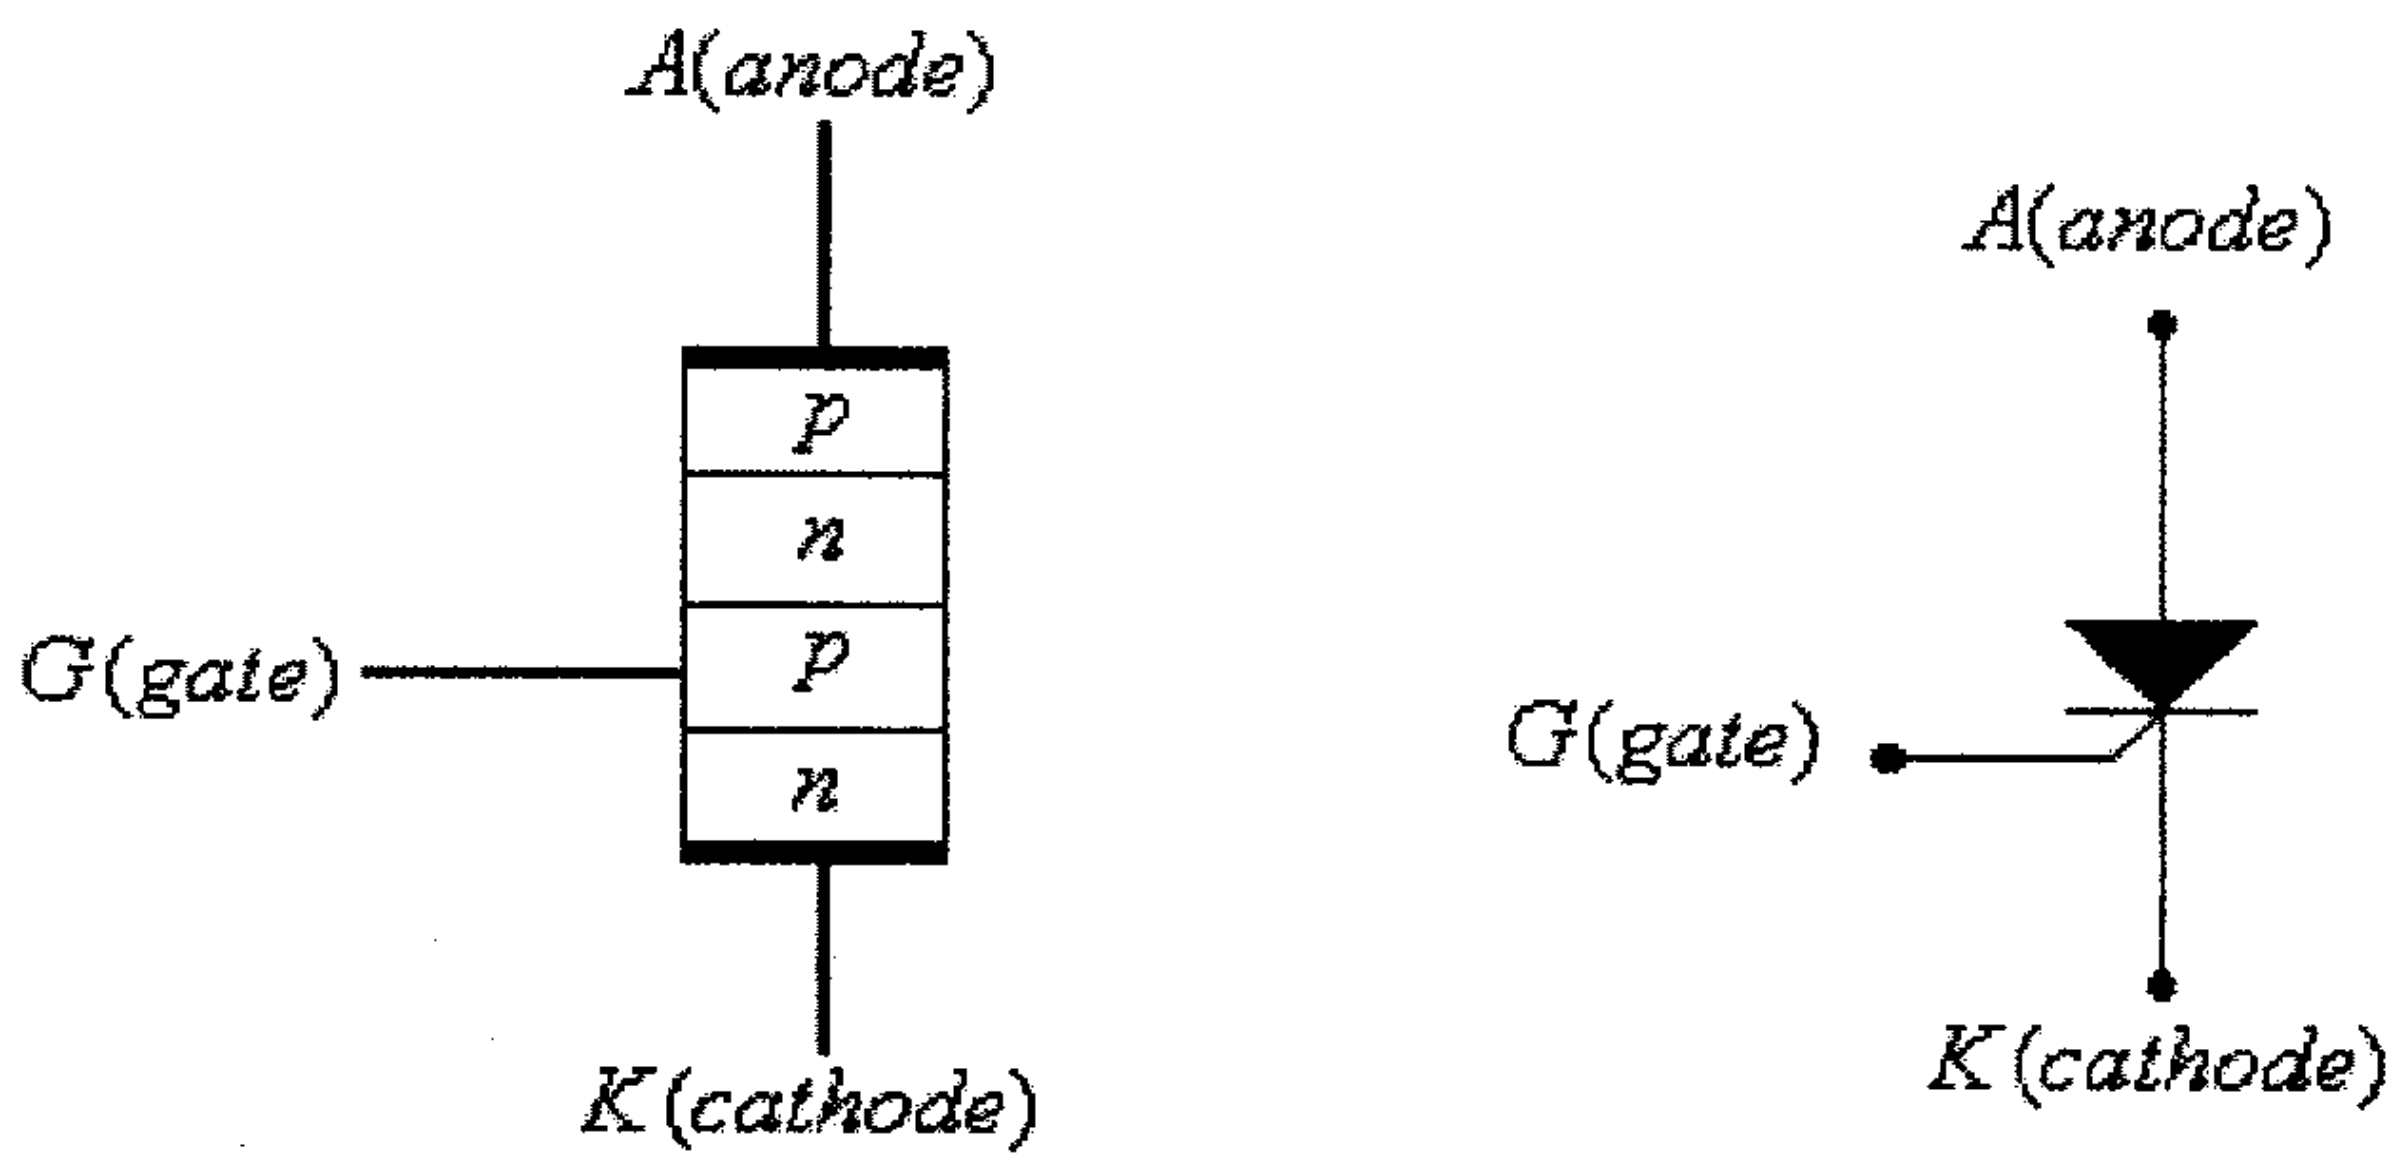 A(anode)
p
n
G(gate)
p
n
K(cathode)
A(anode)
G(gate)
K(cathode)